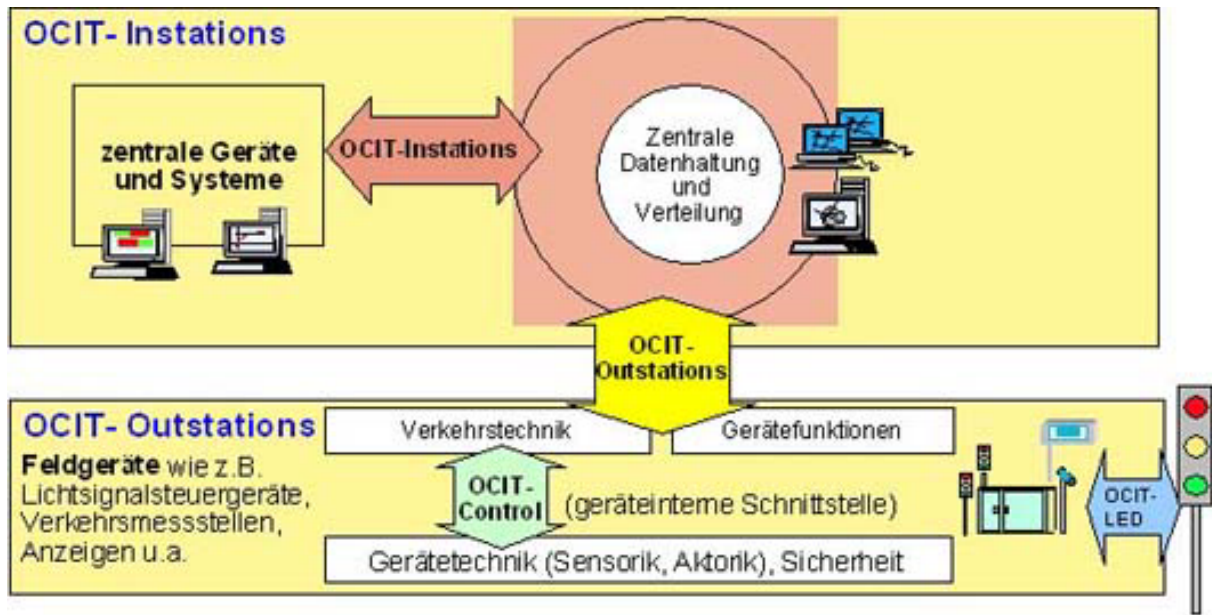 OCIT- Instations
zentrale Geräte
und Systeme
OCIT-Instations
Zentrale
Datenhaltung
und
Verteilung
OCIT-
Outstations
OCIT- Outstations
Feldgeräte wie z.B.
Lichtsignalsteuergeräte,
Verkehrsmessstellen,
Anzeigen u.a.
Verkehrstechnik
Gerätefunktionen
OCIT-
Control
(geräteinterne Schnittstelle)
Gerätetechnik (Sensorik, Aktorik), Sicherheit
OCIT-
LED